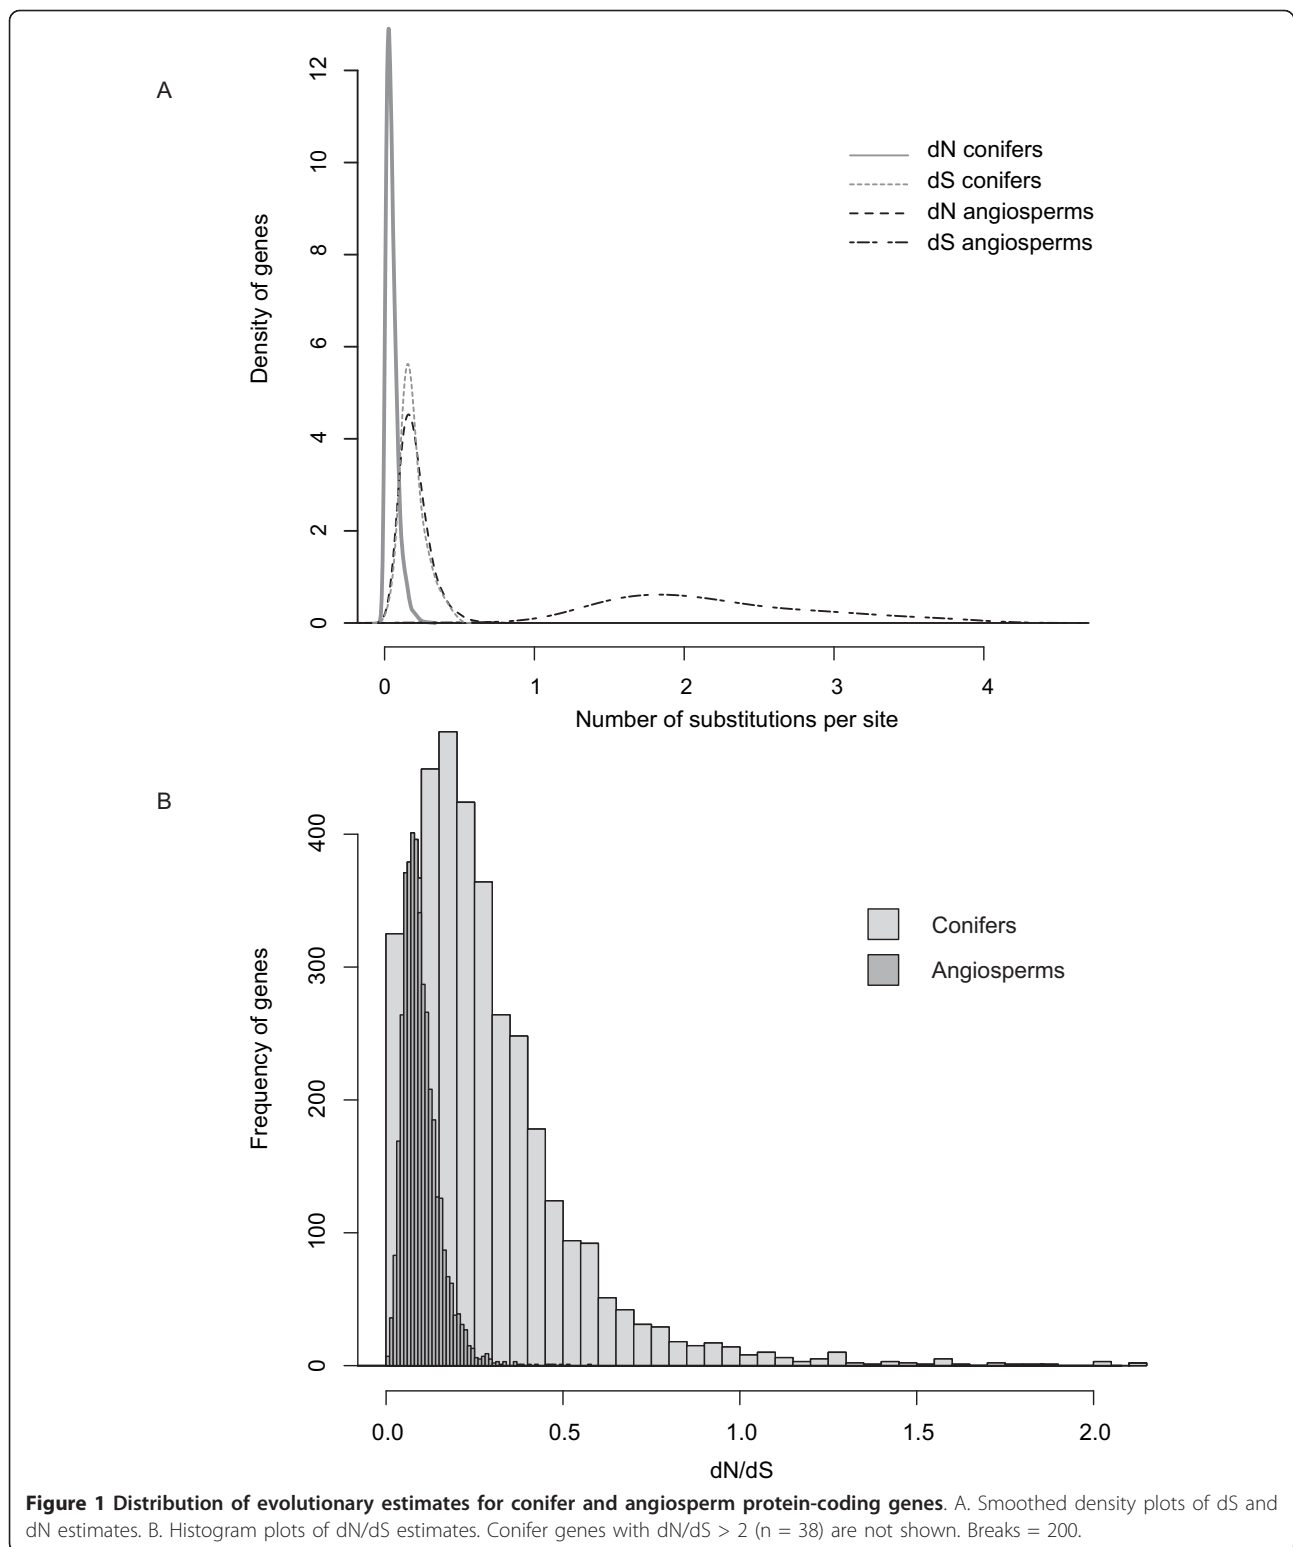 A
12
10
8
6
4
2
0
Density of genes
dN conifers
dS conifers
dN angiosperms
dS angiosperms
0 1 2 3 4
Number of substitutions per site
B
400
300
200
100
0
Frequency of genes
Conifers
Angiosperms
0.0 0.5 1.0 1.5 2.0
dN/dS
Figure 1 Distribution of evolutionary estimates for conifer and angiosperm protein-coding genes. A. Smoothed density plots of dS and
dN estimates. B. Histogram plots of dN/dS estimates. Conifer genes with dN/dS > 2 (n = 38) are not shown. Breaks = 200.